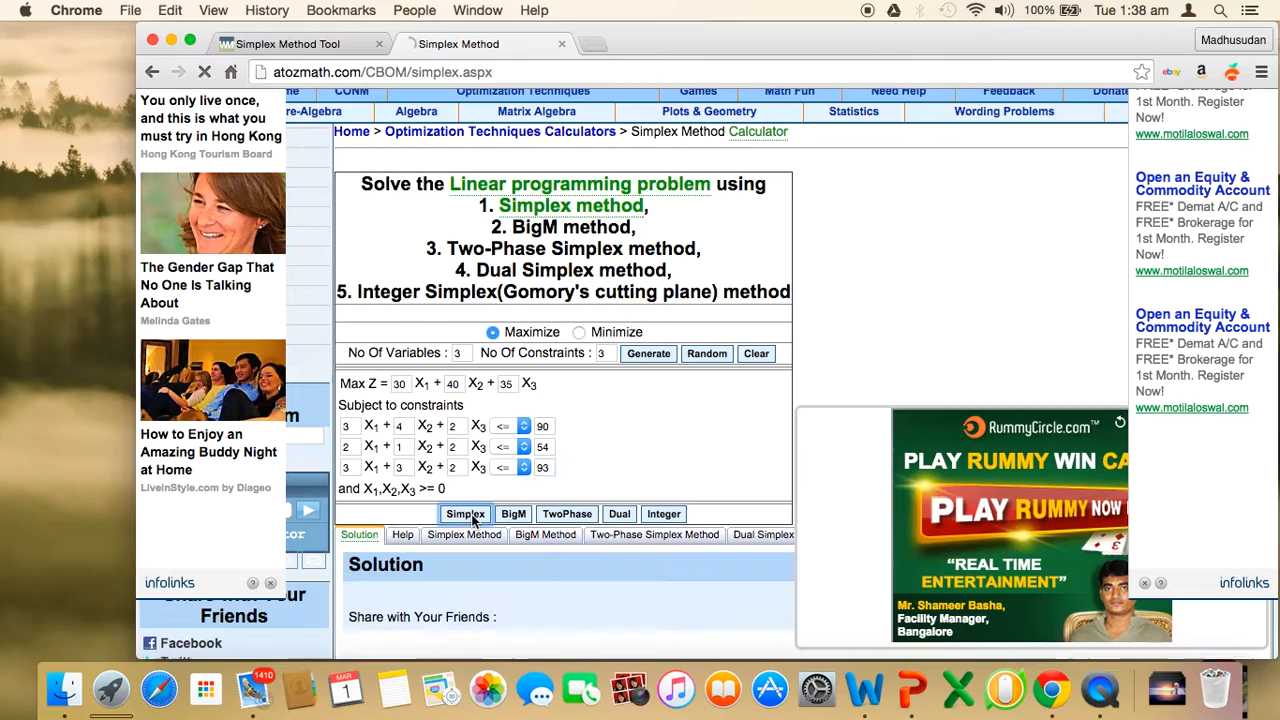 Chrome File Edit View History Bookmarks People Window Help 100% Tue 1:38 am
Simplex Method Tool × Simplex Method × Madhusudan
atozmath.com/CBOM/simplex.aspx
You only live once,
and this is what you
must try in Hong Kong
Hong Kong Tourism Board
The Gender Gap That
No One Is Talking
About
Melinda Gates
How to Enjoy an
Amazing Buddy Night
at Home
LiveinStyle.com by Diageo
infolinks
Friends
Facebook
CONM Optimization Techniques Games Math Fun Need Help Feedback
re-Algebra Algebra Matrix Algebra Plots & Geometry Statistics Wording Problems
Home > Optimization Techniques Calculators > Simplex Method Calculator
Solve the Linear programming problem using
1. Simplex method,
2. BigM method,
3. Two-Phase Simplex method,
4. Dual Simplex method,
5. Integer Simplex(Gomory's cutting plane) method
Maximize Minimize
No Of Variables : 3 No Of Constraints : 3 Generate Random Clear
Max Z = 30 X1 + 40 X2 + 35 X3
Subject to constraints
3 X1 + 4 X2 + 2 X3 <= 90
2 X1 + 1 X2 + 2 X3 <= 54
3 X1 + 3 X2 + 2 X3 <= 93
and X1,X2,X3 >= 0
Simplex BigM TwoPhase Dual Integer
Solution Help Simplex Method BigM Method Two-Phase Simplex Method Dual Simplex
Solution
Share with Your Friends :
RummyCircle.com™
PLAY RUMMY WIN CA
PLAY RUMMY NOW
"REAL TIME
ENTERTAINMENT"
Mr. Shameer Basha,
Facility Manager,
Bangalore
1st Month. Register
Now!
www.motilaloswal.com
Open an Equity &
Commodity Account
FREE* Demat A/C and
FREE* Brokerage for
1st Month. Register
Now!
www.motilaloswal.com
Open an Equity &
Commodity Account
FREE* Demat A/C and
FREE* Brokerage for
1st Month. Register
Now!
www.motilaloswal.com
infolinks
1410
MAR
1